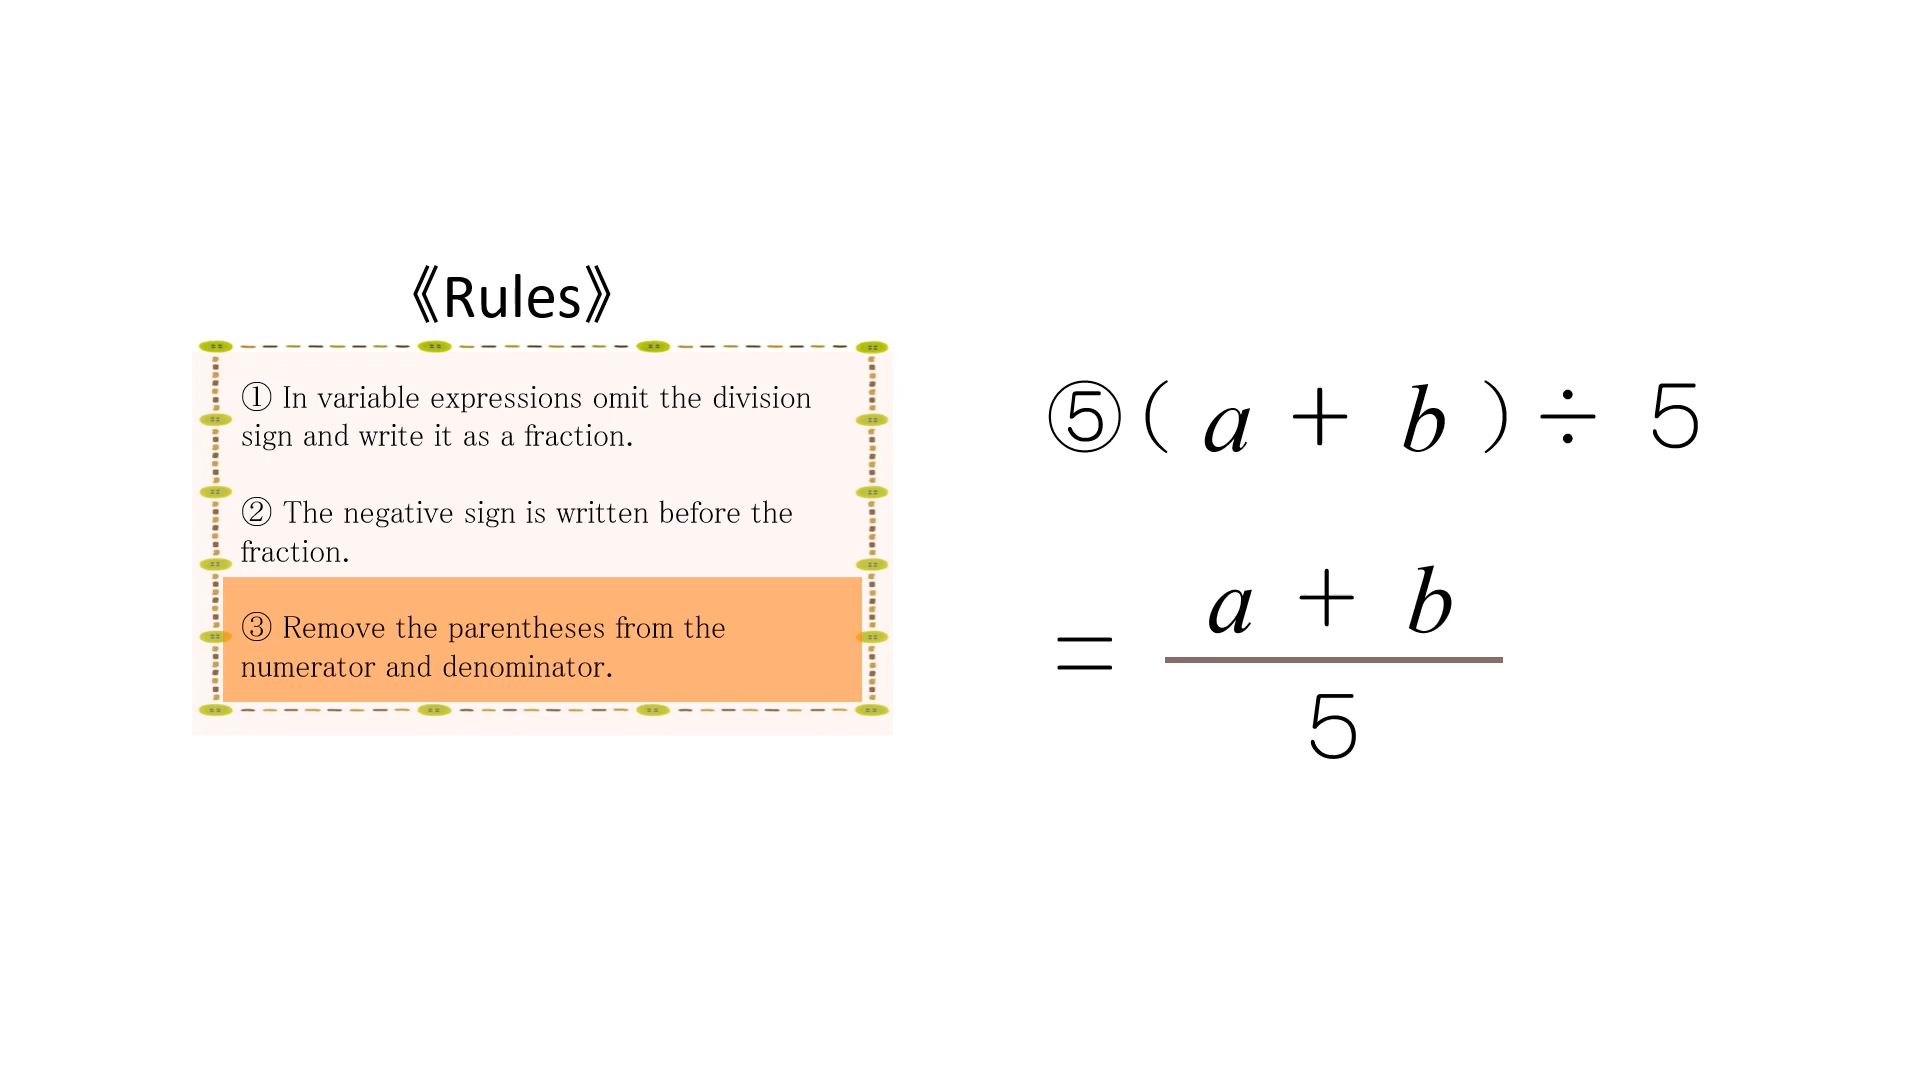 《Rules》
① In variable expressions omit the division
sign and write it as a fraction.
② The negative sign is written before the
fraction.
③ Remove the parentheses from the
numerator and denominator.
⑤( a + b ) ÷ 5
a + b
=
5